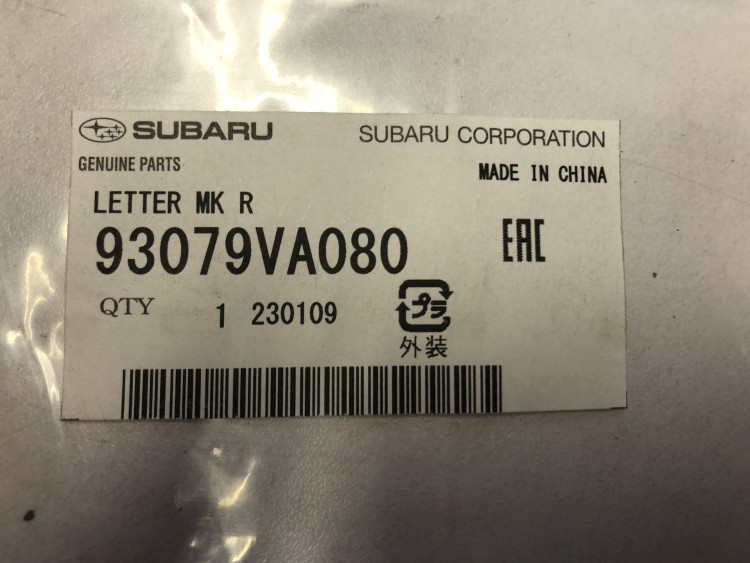 SUBARU
SUBARU CORPORATION
GENUINE PARTS
MADE IN CHINA
LETTER MK R
93079VA080
EAC
QTY
1 230109
プラ
外装